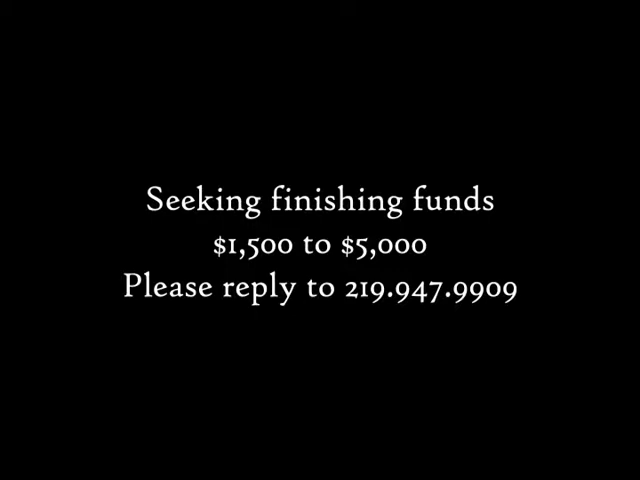 Seeking finishing funds
$1,500 to $5,000
Please reply to 219.947.9909